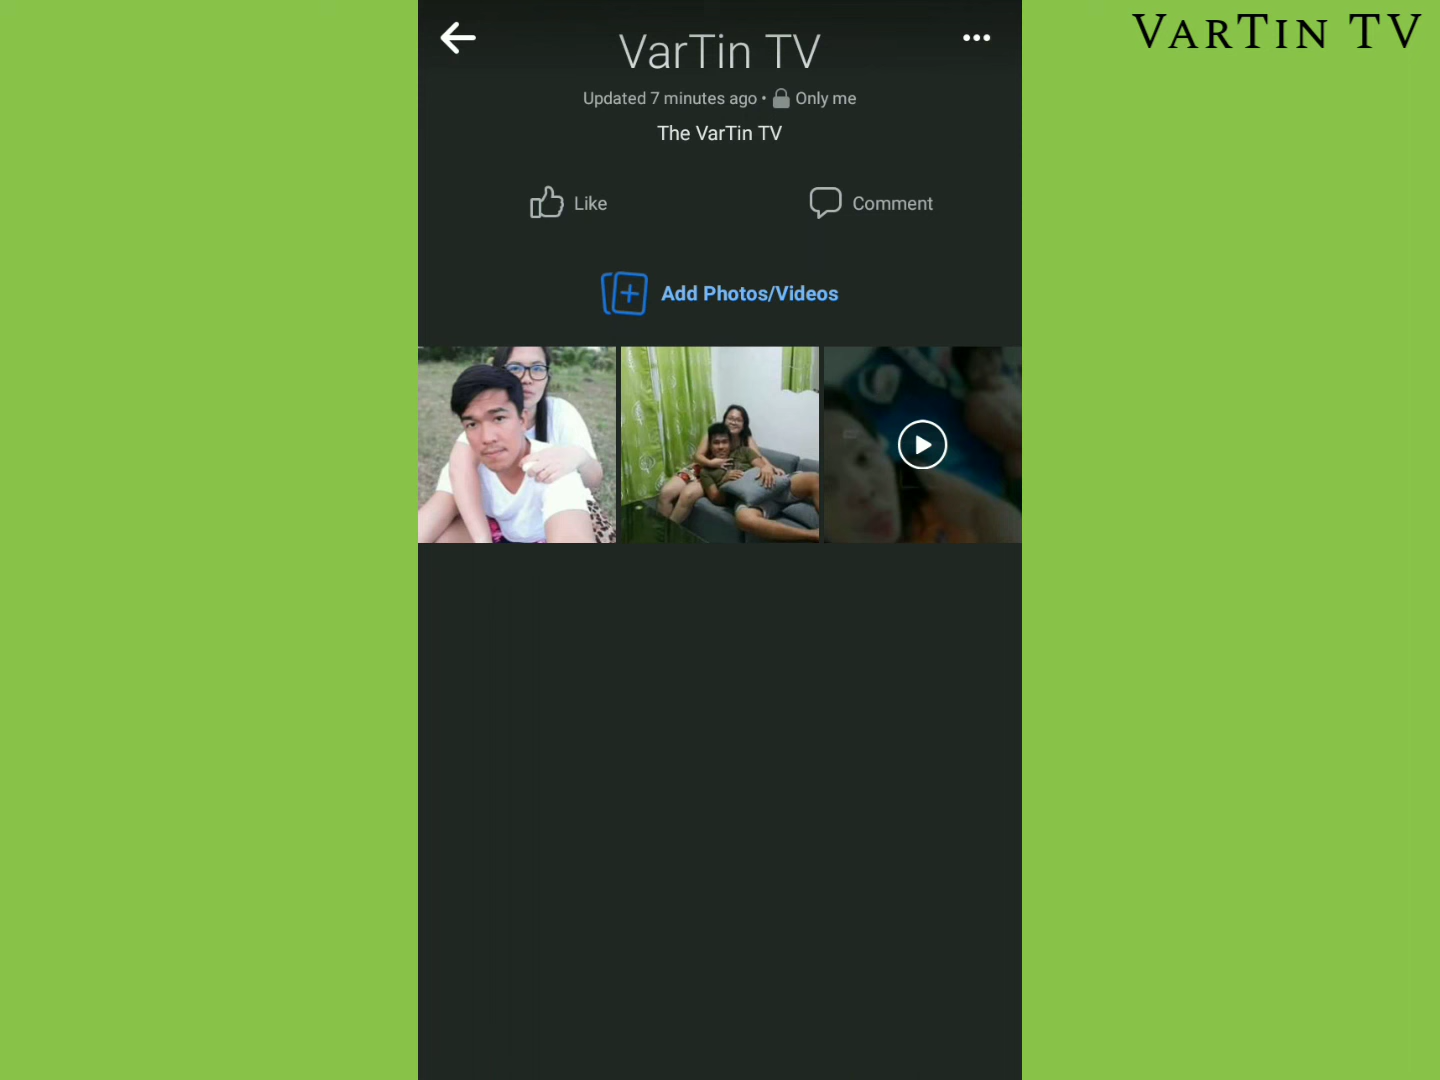 VarTin TV
VarTin TV
Updated 7 minutes ago • Only me
The VarTin TV
Like
Comment
Add Photos/Videos